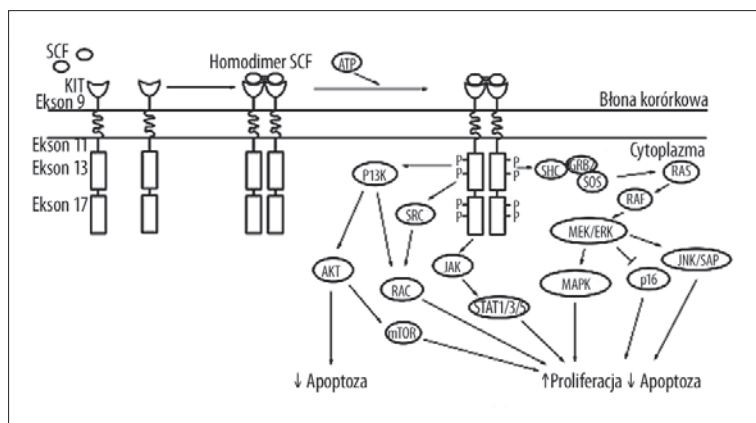 SCF
Homodimer SCF
ATP
KIT
Ekson 9
Błona korórkowa
Ekson 11
Cytoplazma
Ekson 13
Ekson 17
P
P
P
P
P
P
P
P
P13K
SHC
GRB2
SOS
RAS
RAF
SRC
MEK/ERK
AKT
RAC
JAK
JNK/SAP
MAPK
p16
STAT1/3/5
mTOR
↓ Apoptoza
↑Proliferacja ↓ Apoptoza